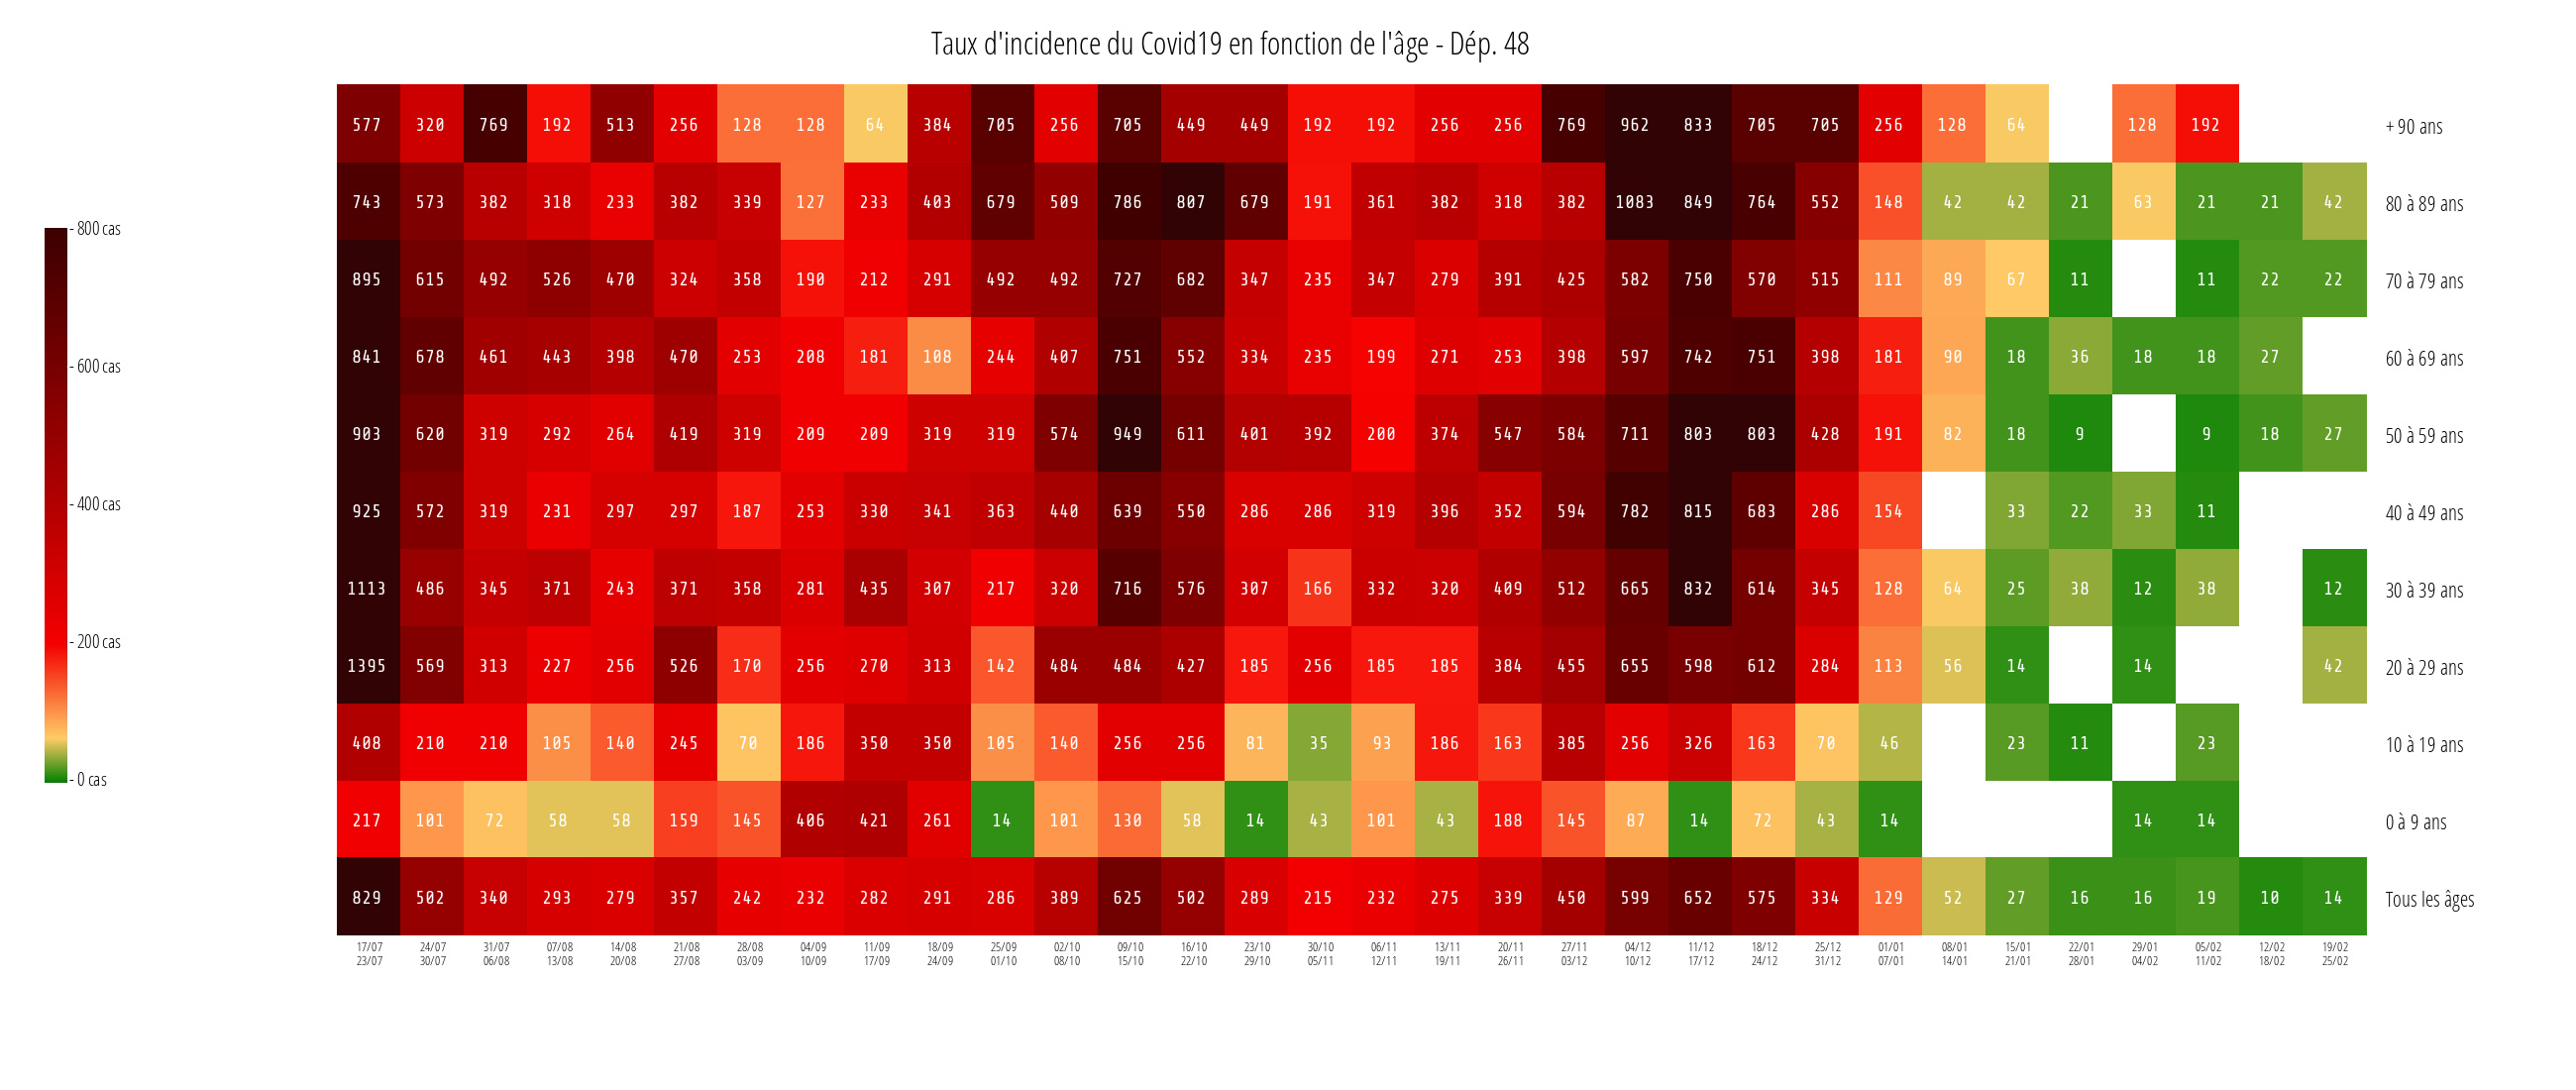 Taux d'incidence du Covid19 en fonction de l'âge - Dép. 48
- 800 cas
- 600 cas
- 400 cas
- 200 cas
- 0 cas
577 320 769 192 513 256 128 128 64 384 705 256 705 449 449 192 192 256 256 769 962 833 705 705 256 128 64 128 192 + 90 ans
743 573 382 318 233 382 339 127 233 403 679 509 786 807 679 191 361 382 318 382 1083 849 764 552 148 42 42 21 63 21 21 42 80 à 89 ans
895 615 492 526 470 324 358 190 212 291 492 492 727 682 347 235 347 279 391 425 582 750 570 515 111 89 67 11 11 22 22 70 à 79 ans
841 678 461 443 398 470 253 208 181 108 244 407 751 552 334 235 199 271 253 398 597 742 751 398 181 90 18 36 18 18 27 60 à 69 ans
903 620 319 292 264 419 319 209 209 319 319 574 949 611 401 392 200 374 547 584 711 803 803 428 191 82 18 9 9 18 27 50 à 59 ans
925 572 319 231 297 297 187 253 330 341 363 440 639 550 286 286 319 396 352 594 782 815 683 286 154 33 22 33 11 40 à 49 ans
1113 486 345 371 243 371 358 281 435 307 217 320 716 576 307 166 332 320 409 512 665 832 614 345 128 64 25 38 12 38 12 30 à 39 ans
1395 569 313 227 256 526 170 256 270 313 142 484 484 427 185 256 185 185 384 455 655 598 612 284 113 56 14 14 42 20 à 29 ans
408 210 210 105 140 245 70 186 350 350 105 140 256 256 81 35 93 186 163 385 256 326 163 70 46 23 11 23 10 à 19 ans
217 101 72 58 58 159 145 406 421 261 14 101 130 58 14 43 101 43 188 145 87 14 72 43 14 14 14 0 à 9 ans
829 502 340 293 279 357 242 232 282 291 286 389 625 502 289 215 232 275 339 450 599 652 575 334 129 52 27 16 16 19 10 14 Tous les âges
17/07 24/07 31/07 07/08 14/08 21/08 28/08 04/09 11/09 18/09 25/09 02/10 09/10 16/10 23/10 30/10 06/11 13/11 20/11 27/11 04/12 11/12 18/12 25/12 01/01 08/01 15/01 22/01 29/01 05/02 12/02 19/02
23/07 30/07 06/08 13/08 20/08 27/08 03/09 10/09 17/09 24/09 01/10 08/10 15/10 22/10 29/10 05/11 12/11 19/11 26/11 03/12 10/12 17/12 24/12 31/12 07/01 14/01 21/01 28/01 04/02 11/02 18/02 25/02